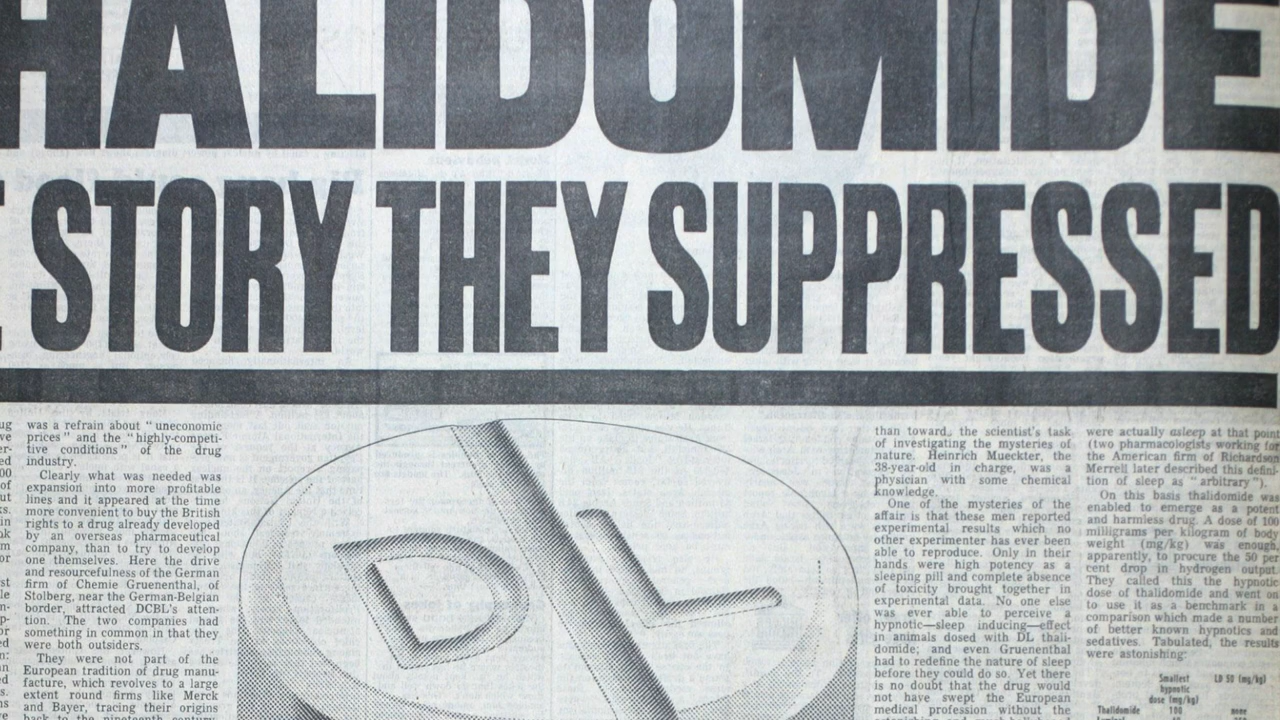 HALIDOMIDE
STORY THEY SUPPRESSED
was a refrain about "uneconomic
prices" and the "highly-competi-
tive conditions" of the drug
industry.
Clearly what was needed was
expansion into more profitable
lines and it appeared at the time
more convenient to buy the British
rights to a drug already developed
by an overseas pharmaceutical
company, than to try to develop
one themselves. Here the drive
and resourcefulness of the German
firm of Chemie Gruenenthal, of
Stolberg, near the German-Belgian
border, attracted DCBL's atten-
tion. The two companies had
something in common in that they
were both outsiders.
They were not part of the
European tradition of drug manu-
facture, which revolves to a large
extent round firms like Merck
and Bayer, tracing their origins
back to the nineteenth century.
DL
than toward the scientist's task
of investigating the mysteries of
nature. Heinrich Mueckter, the
38-year-old in charge, was a
physician with some chemical
knowledge.
One of the mysteries of the
affair is that these men reported
experimental results which no
other experimenter has ever been
able to reproduce. Only in their
hands were high potency as a
sleeping pill and complete absence
of toxicity brought together in
experimental data. No one else
was ever able to perceive a
hypnotic—sleep inducing—effect
in animals dosed with DL thali-
domide; and even Gruenenthal
had to redefine the nature of sleep
before they could do so. Yet there
is no doubt that the drug would
not have swept the European
medical profession without the
were actually asleep at that point
(two pharmacologists working for
the American firm of Richardson
Merrell later described this defini-
tion of sleep as "arbitrary").
On this basis thalidomide was
enabled to emerge as a potent
and harmless drug. A dose of 100
milligrams per kilogram of body
weight (mg/kg) was enough,
apparently, to procure the 50 per
cent drop in hydrogen output.
They called this the hypnotic
dose of thalidomide and went on
to use it as a benchmark in a
comparison which made a number
of better known hypnotics and
sedatives. Tabulated, the results
were astonishing:
Smallest LD 50 (mg/kg)
hypnotic
dose (mg/kg)
Thalidomide 100 none